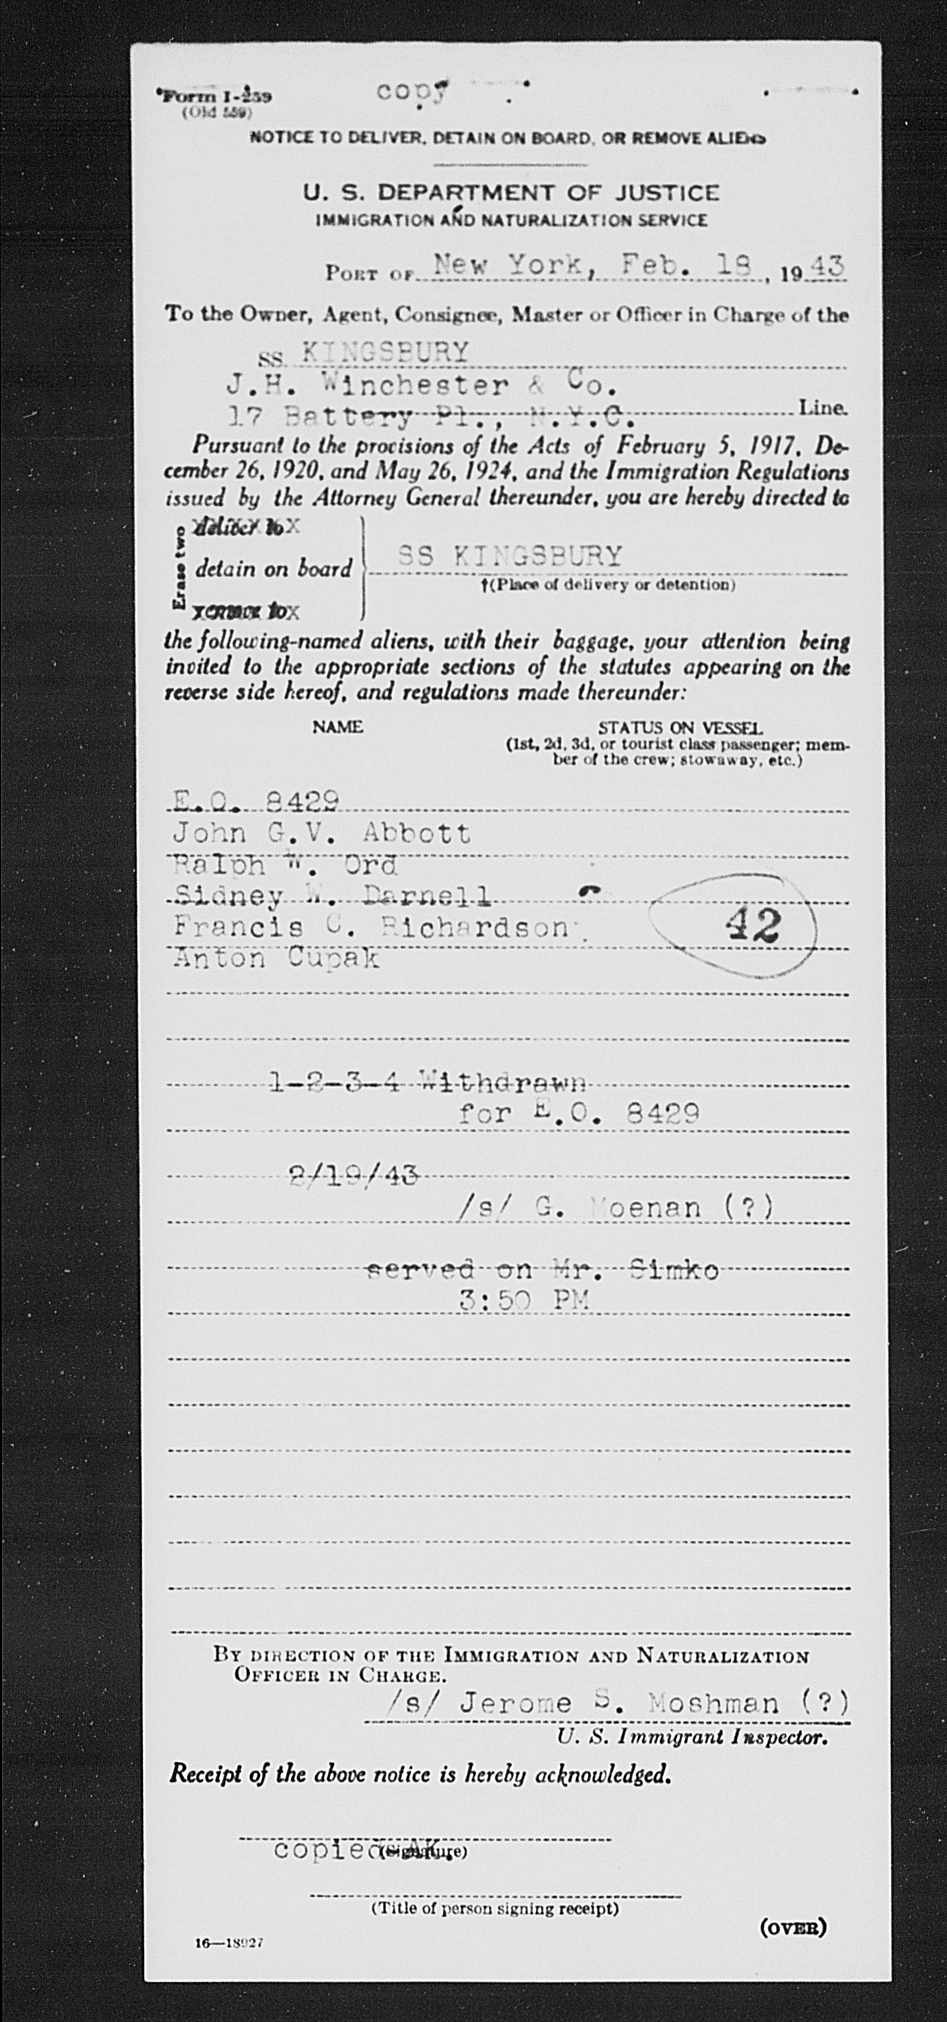 Form I-259
(Old 559)
copy
NOTICE TO DELIVER, DETAIN ON BOARD, OR REMOVE ALIENS
U. S. DEPARTMENT OF JUSTICE
IMMIGRATION AND NATURALIZATION SERVICE
PORT OF New York, Feb. 18, 1943
To the Owner, Agent, Consignee, Master or Officer in Charge of the
SS KINGSBURY
J.H. Winchester & Co.
17 Battery Pl., N.Y.C. Line.
Pursuant to the provisions of the Acts of February 5, 1917, De-
cember 26, 1920, and May 26, 1924, and the Immigration Regulations
issued by the Attorney General thereunder, you are hereby directed to
Erase two
deliver to
detain on board SS KINGSBURY
†(Place of delivery or detention)
remove to
the following-named aliens, with their baggage, your attention being
invited to the appropriate sections of the statutes appearing on the
reverse side hereof, and regulations made thereunder:
NAME STATUS ON VESSEL
(1st, 2d, 3d, or tourist class passenger; mem-
ber of the crew; stowaway, etc.)
E.O. 8429
John G.V. Abbott
Ralph W. Ord
Sidney W. Darnell
Francis C. Richardson
42
Anton Cupak
1-2-3-4 Withdrawn
for E.O. 8429
2/19/43
/s/ G. Moenan (?)
served on Mr. Simko
3:50 PM
BY DIRECTION OF THE IMMIGRATION AND NATURALIZATION
OFFICER IN CHARGE.
/s/ Jerome S. Moshman (?)
U. S. Immigrant Inspector.
Receipt of the above notice is hereby acknowledged.
copied-AK.
(Signature)
(Title of person signing receipt)
(OVER)
16—18927